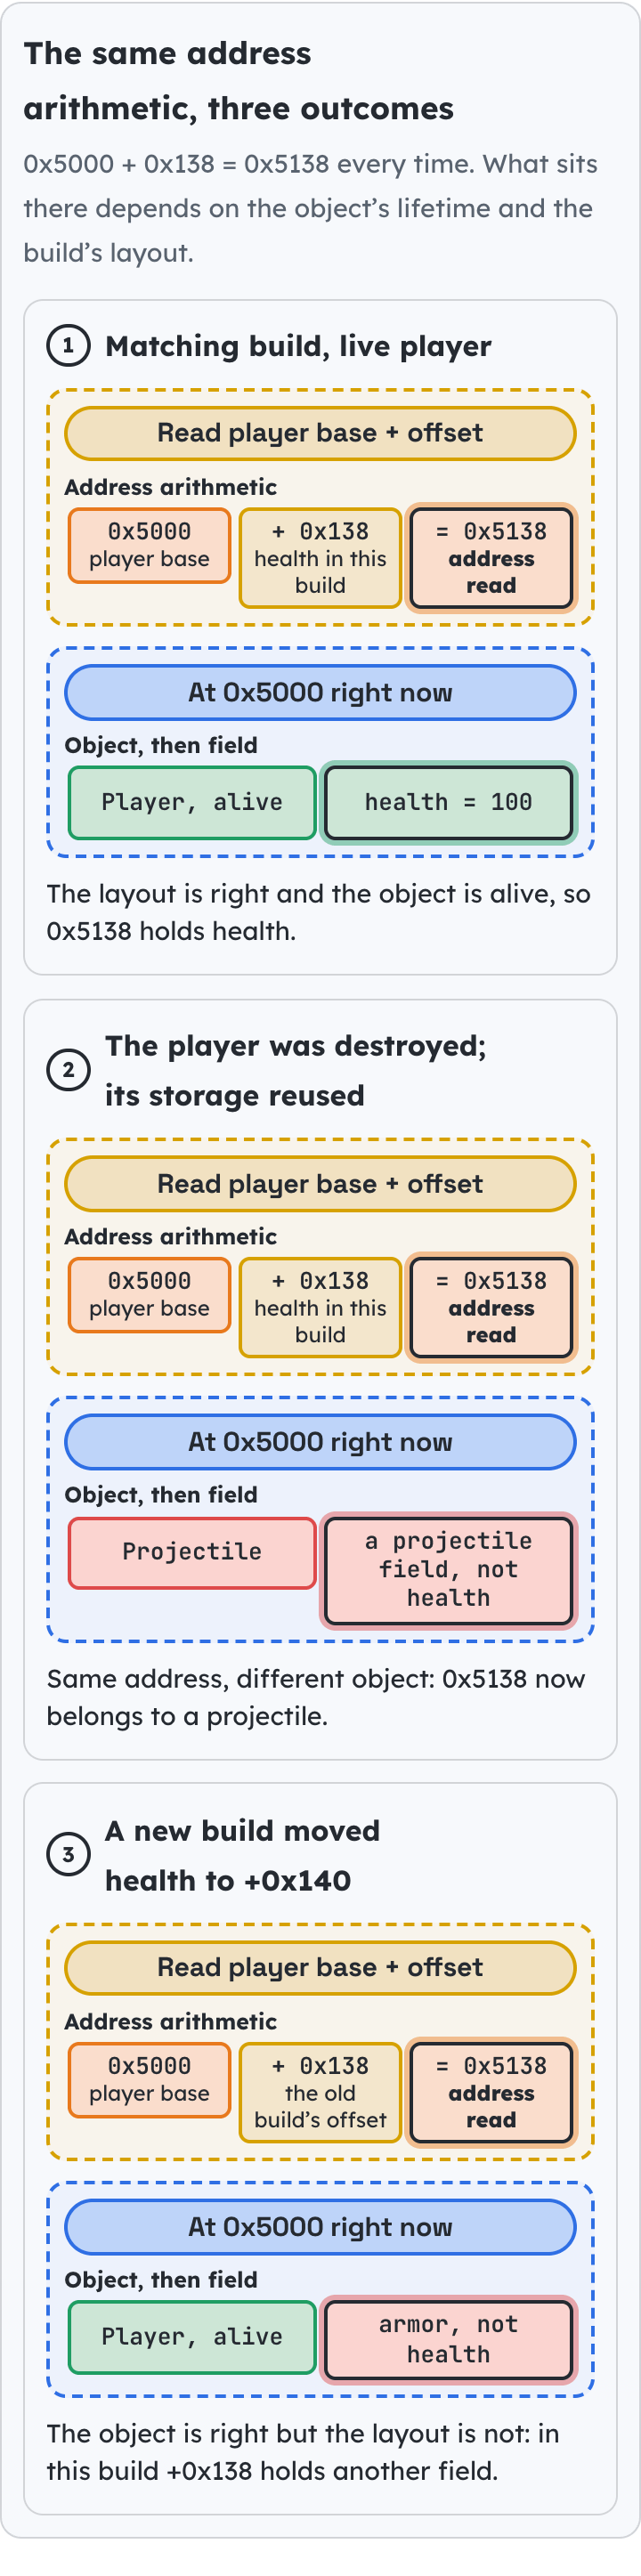 The same address
arithmetic, three outcomes
0x5000 + 0x138 = 0x5138 every time. What sits
there depends on the object’s lifetime and the
build’s layout.
1 Matching build, live player
Read player base + offset
Address arithmetic
0x5000
player base
+ 0x138
health in this
build
= 0x5138
address
read
At 0x5000 right now
Object, then field
Player, alive
health = 100
The layout is right and the object is alive, so
0x5138 holds health.
2
The player was destroyed;
its storage reused
Read player base + offset
Address arithmetic
0x5000
player base
+ 0x138
health in this
build
= 0x5138
address
read
At 0x5000 right now
Object, then field
Projectile
a projectile
field, not
health
Same address, different object: 0x5138 now
belongs to a projectile.
3
A new build moved
health to +0x140
Read player base + offset
Address arithmetic
0x5000
player base
+ 0x138
the old
build’s offset
= 0x5138
address
read
At 0x5000 right now
Object, then field
Player, alive
armor, not
health
The object is right but the layout is not: in
this build +0x138 holds another field.